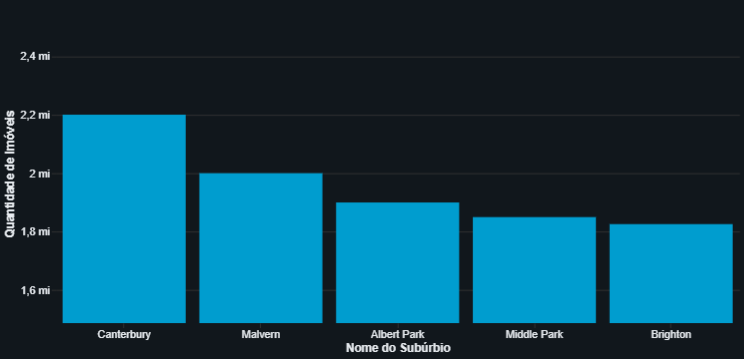 Quantidade de Imóveis
2,4 mi
2,2 mi
2 mi
1,8 mi
1,6 mi
Canterbury Malvern Albert Park Middle Park Brighton
Nome do Subúrbio